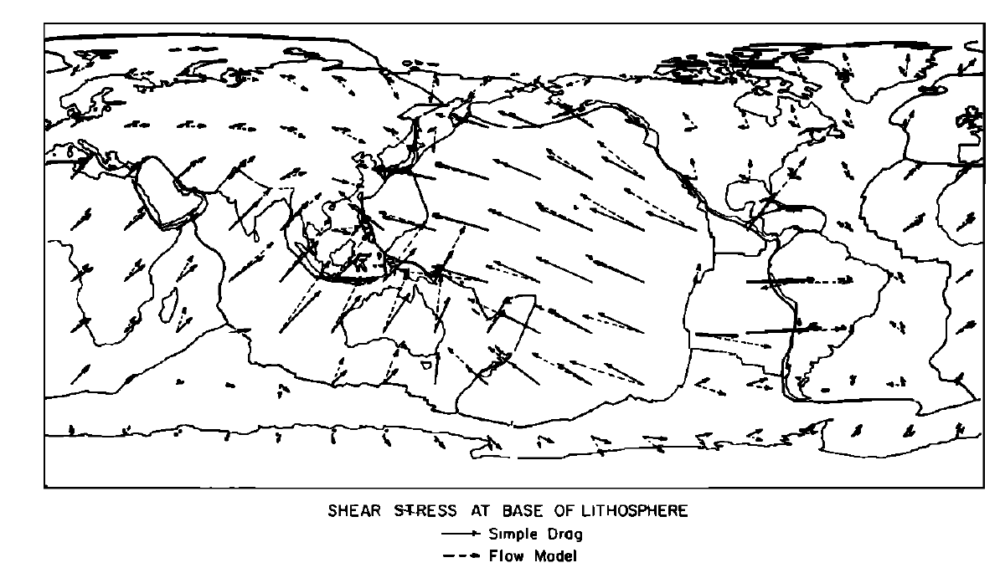 SHEAR STRESS AT BASE OF LITHOSPHERE
Simple Drag
Flow Model